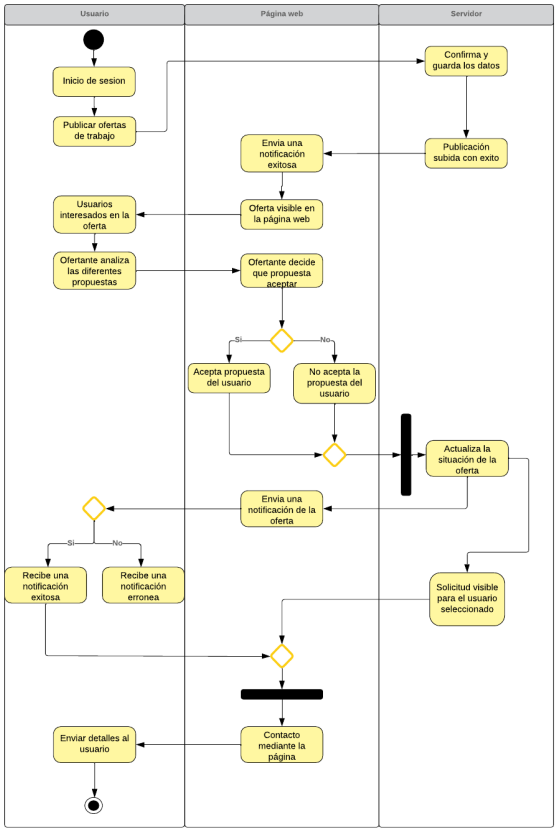 Usuario
Página web
Servidor
Inicio de sesion
Confirma y
guarda los datos
Publicar ofertas
de trabajo
Envia una
notificación
exitosa
Publicación
subida con exito
Usuarios
interesados en la
oferta
Oferta visible en
la página web
Ofertante analiza
las diferentes
propuestas
Ofertante decide
que propuesta
aceptar
Si
No
Acepta propuesta
del usuario
No acepta la
propuesta del
usuario
Actualiza la
situación de la
oferta
Envia una
notificación de la
oferta
Si
No
Recibe una
notificación
exitosa
Recibe una
notificación
erronea
Solicitud visible
para el usuario
seleccionado
Enviar detalles al
usuario
Contacto
mediante la
página